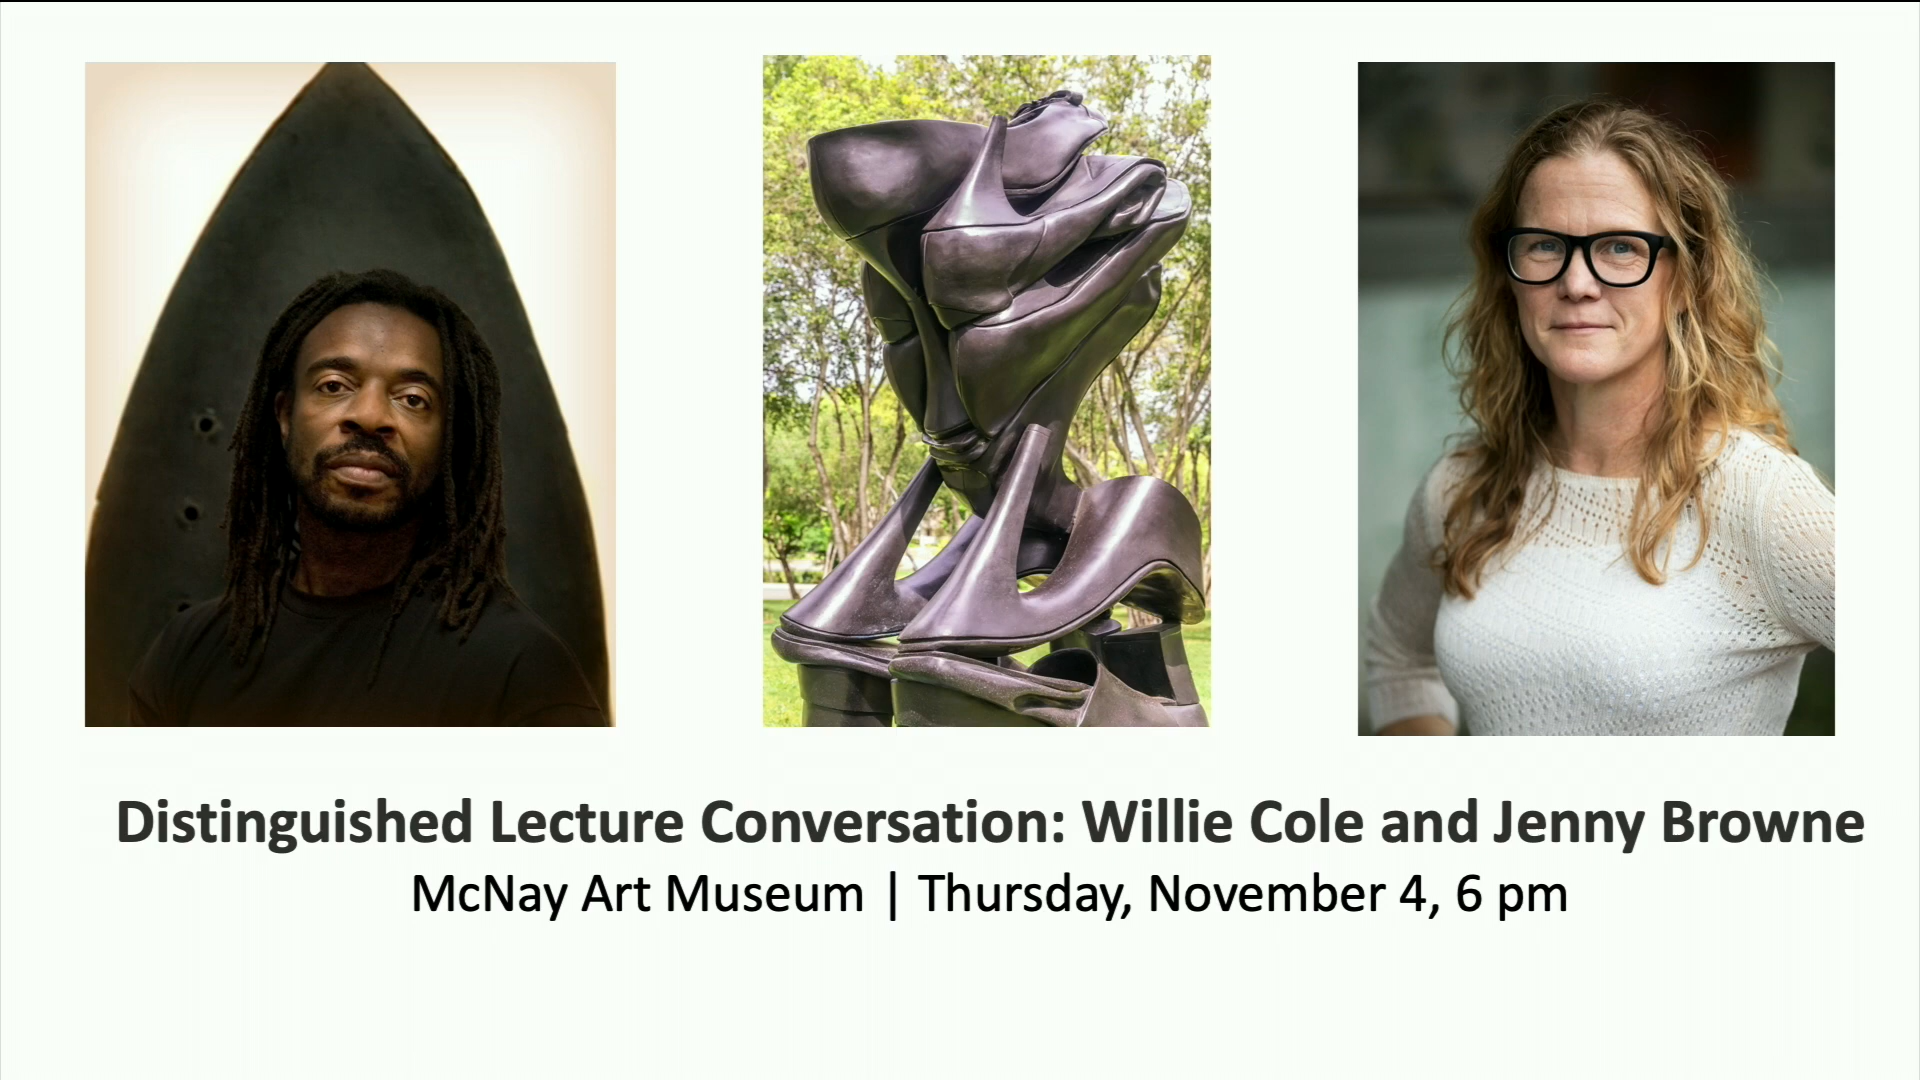 Distinguished Lecture Conversation: Willie Cole and Jenny Browne
McNay Art Museum | Thursday, November 4, 6 pm